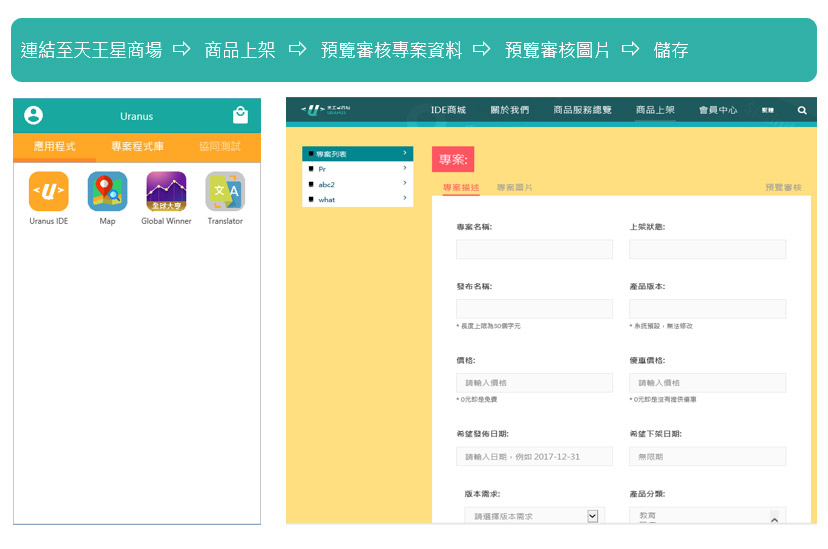 連結至天王星商場 ⇨ 商品上架 ⇨ 預覽審核專案資料 ⇨ 預覽審核圖片 ⇨ 儲存
Uranus
應用程式 專案程式庫 協同測試
<u>
全球大亨
文 A
Uranus IDE Map Global Winner Translator
<u> URANUS
IDE商城 關於我們 商品服務總覽 商品上架 會員中心 繁體
專案列表
Pr
abc2
what
專案:
專案描述 專案圖片 預覽審核
專案名稱: 上架狀態:
發布名稱: 產品版本:
* 長度上限為50個字元 * 系統預設,無法修改
價格: 優惠價格:
請輸入價格 請輸入價格
* 0元即是免費 * 0元即是沒有提供優惠
希望發佈日期: 希望下架日期:
請輸入日期,例如 2017-12-31 無限期
版本需求: 產品分類:
請選擇版本需求 教育